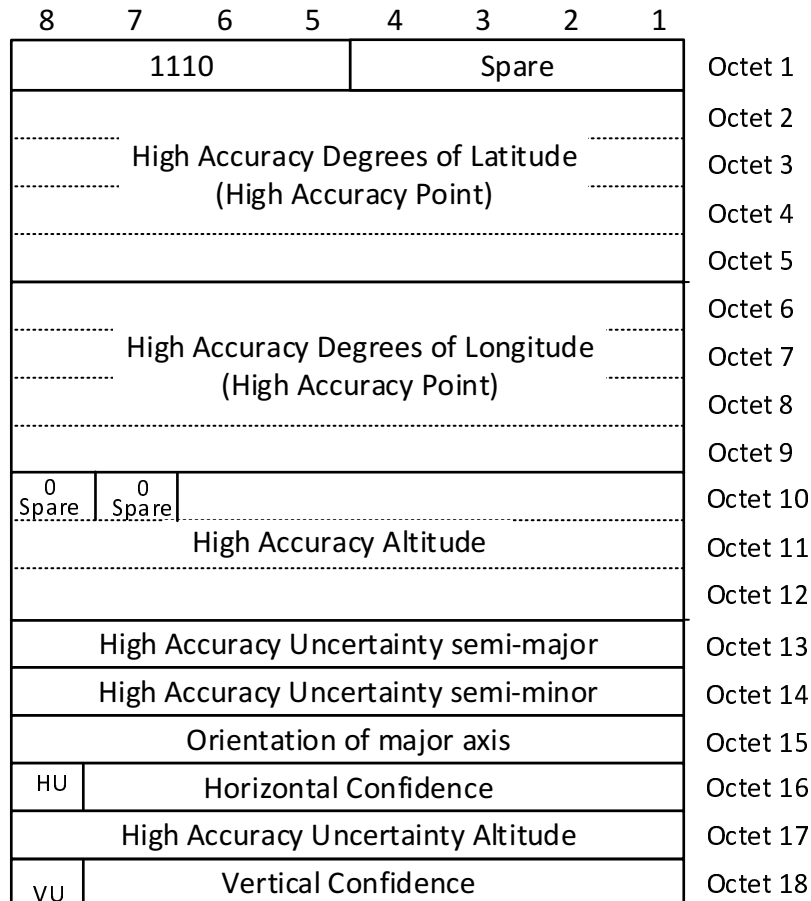 8 7 6 5 4 3 2 1
1110 Spare Octet 1
Octet 2
High Accuracy Degrees of Latitude Octet 3
(High Accuracy Point) Octet 4
Octet 5
Octet 6
High Accuracy Degrees of Longitude Octet 7
(High Accuracy Point) Octet 8
Octet 9
0 Spare 0 Spare Octet 10
High Accuracy Altitude Octet 11
Octet 12
High Accuracy Uncertainty semi-major Octet 13
High Accuracy Uncertainty semi-minor Octet 14
Orientation of major axis Octet 15
HU Horizontal Confidence Octet 16
High Accuracy Uncertainty Altitude Octet 17
VU Vertical Confidence Octet 18